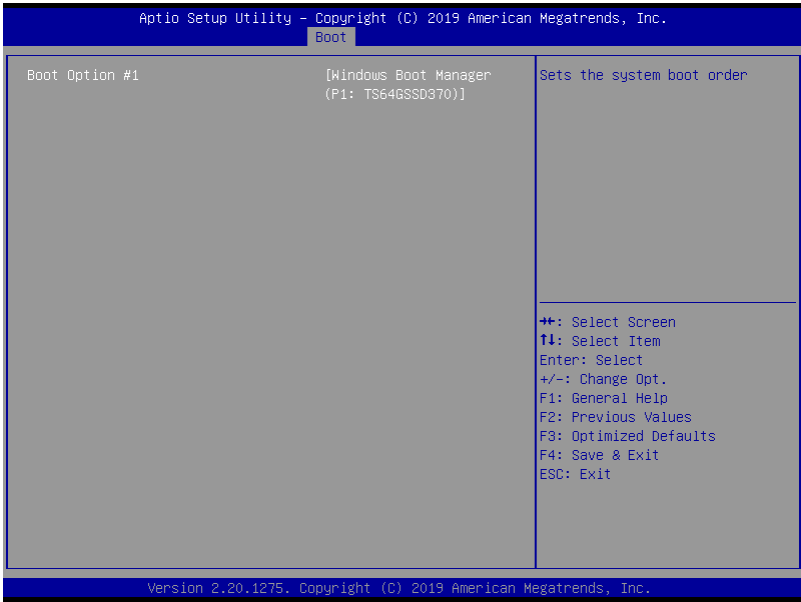 Aptio Setup Utility – Copyright (C) 2019 American Megatrends, Inc.
Boot
Boot Option #1 [Windows Boot Manager
(P1: TS64GSSD370)]
Sets the system boot order
→←: Select Screen
↑↓: Select Item
Enter: Select
+/-: Change Opt.
F1: General Help
F2: Previous Values
F3: Optimized Defaults
F4: Save & Exit
ESC: Exit
Version 2.20.1275. Copyright (C) 2019 American Megatrends, Inc.